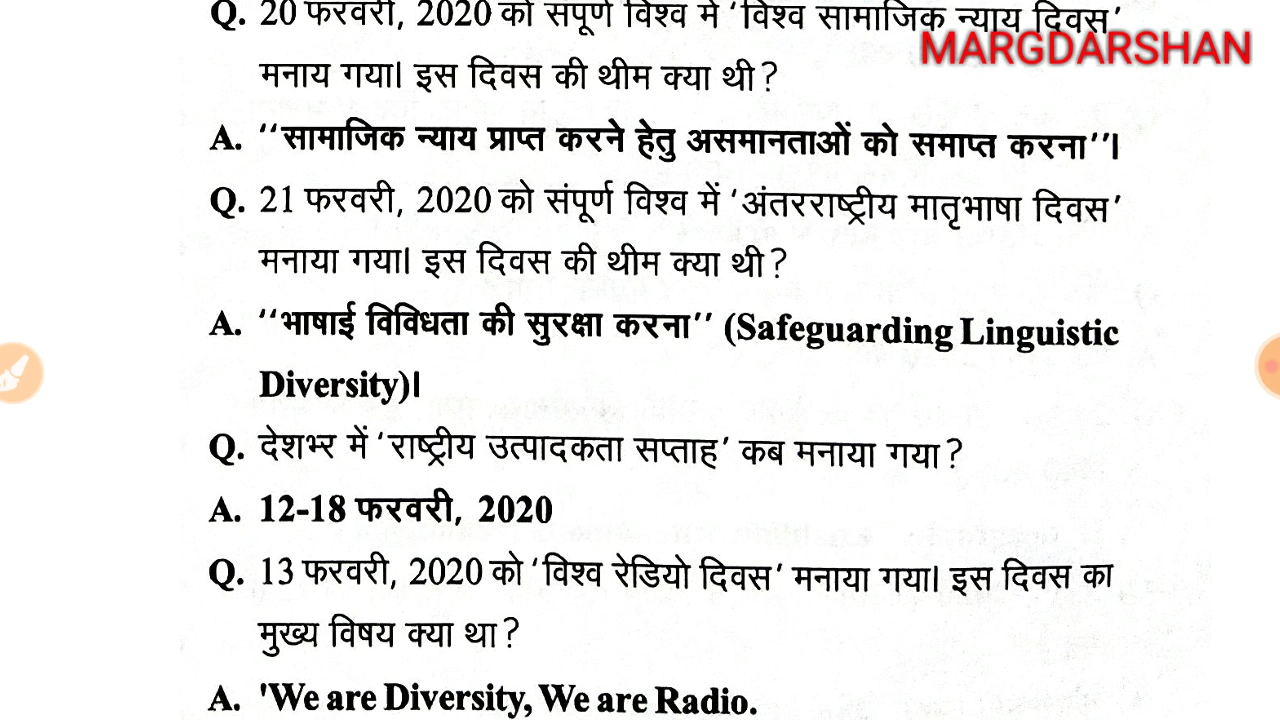 Q. 20 फरवरी, 2020 को संपूर्ण विश्व में ‘विश्व सामाजिक न्याय दिवस’
MARGDARSHAN
मनाय गया। इस दिवस की थीम क्या थी?
A. ‘‘सामाजिक न्याय प्राप्त करने हेतु असमानताओं को समाप्त करना’’।
Q. 21 फरवरी, 2020 को संपूर्ण विश्व में ‘अंतरराष्ट्रीय मातृभाषा दिवस’
मनाया गया। इस दिवस की थीम क्या थी?
A. ‘‘भाषाई विविधता की सुरक्षा करना’’ (Safeguarding Linguistic
Diversity)।
Q. देशभ्र में ‘राष्ट्रीय उत्पादकता सप्ताह’ कब मनाया गया?
A. 12-18 फरवरी, 2020
Q. 13 फरवरी, 2020 को ‘विश्व रेडियो दिवस’ मनाया गया। इस दिवस का
मुख्य विषय क्या था?
A. 'We are Diversity, We are Radio.